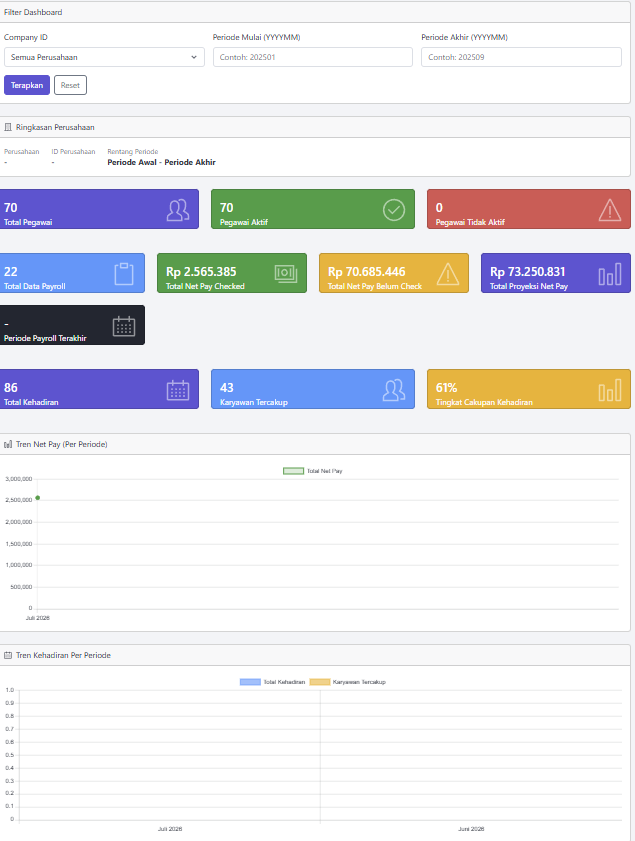 Filter Dashboard
Company ID
Periode Mulai (YYYYMM)
Periode Akhir (YYYYMM)
Semua Perusahaan
Contoh: 202501
Contoh: 202509
Terapkan
Reset
Ringkasan Perusahaan
Perusahaan
ID Perusahaan
Rentang Periode
-
-
Periode Awal - Periode Akhir
70
Total Pegawai
70
Pegawai Aktif
0
Pegawai Tidak Aktif
22
Total Data Payroll
Rp 2.565.385
Total Net Pay Checked
Rp 70.685.446
Total Net Pay Belum Check
Rp 73.250.831
Total Proyeksi Net Pay
-
Periode Payroll Terakhir
86
Total Kehadiran
43
Karyawan Tercakup
61%
Tingkat Cakupan Kehadiran
Tren Net Pay (Per Periode)
Total Net Pay
3,000,000
2,500,000
2,000,000
1,500,000
1,000,000
500,000
0
Juli 2026
Tren Kehadiran Per Periode
Total Kehadiran
Karyawan Tercakup
1.0
0.9
0.8
0.7
0.6
0.5
0.4
0.3
0.2
0.1
0
Juli 2026
Juni 2026